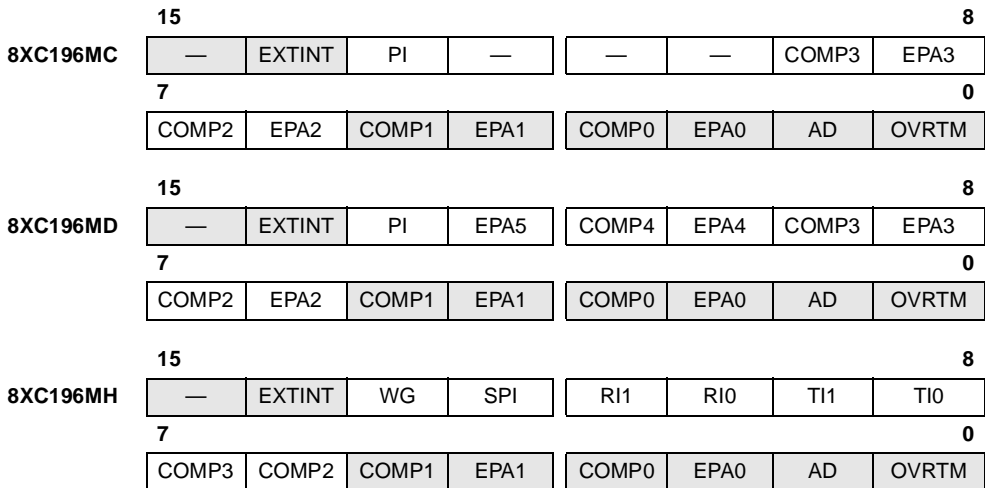 15 8
8XC196MC — EXTINT PI — — — COMP3 EPA3
7 0
COMP2 EPA2 COMP1 EPA1 COMP0 EPA0 AD OVRTM
15 8
8XC196MD — EXTINT PI EPA5 COMP4 EPA4 COMP3 EPA3
7 0
COMP2 EPA2 COMP1 EPA1 COMP0 EPA0 AD OVRTM
15 8
8XC196MH — EXTINT WG SPI RI1 RI0 TI1 TI0
7 0
COMP3 COMP2 COMP1 EPA1 COMP0 EPA0 AD OVRTM